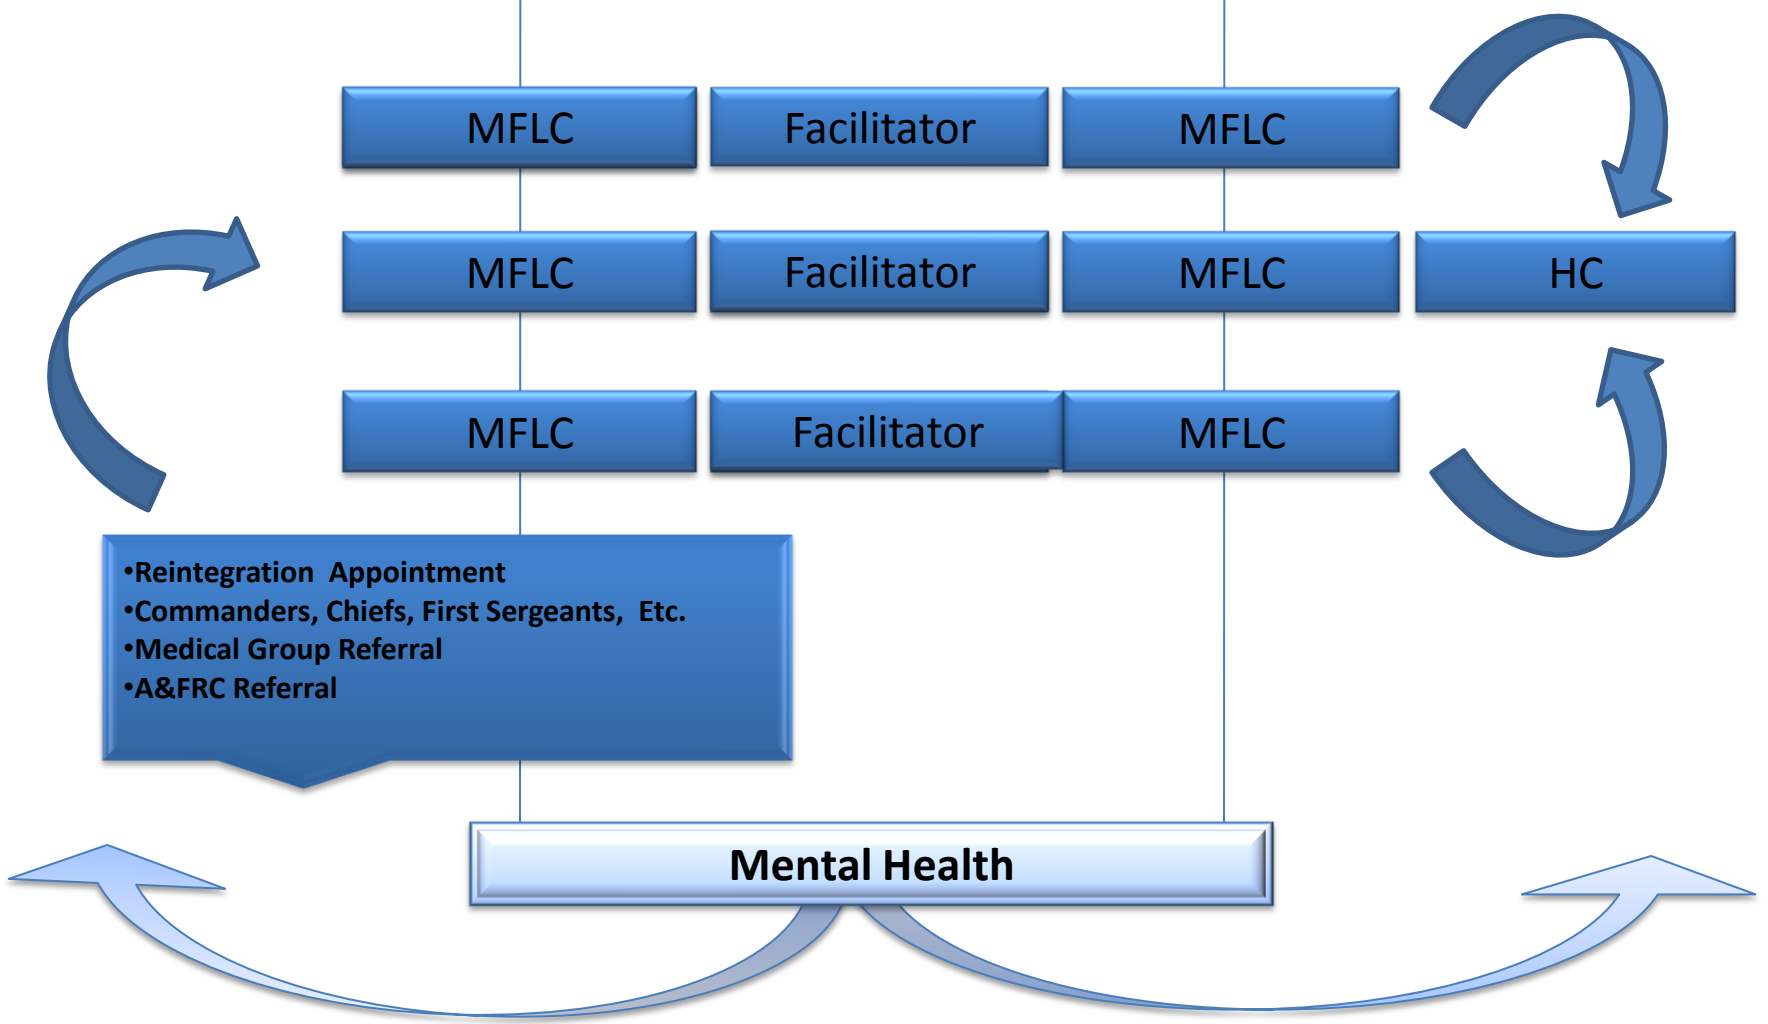 MFLC Facilitator MFLC
MFLC Facilitator MFLC HC
MFLC Facilitator MFLC
•Reintegration  Appointment
•Commanders, Chiefs, First Sergeants,  Etc.
•Medical Group Referral
•A&FRC Referral
Mental Health